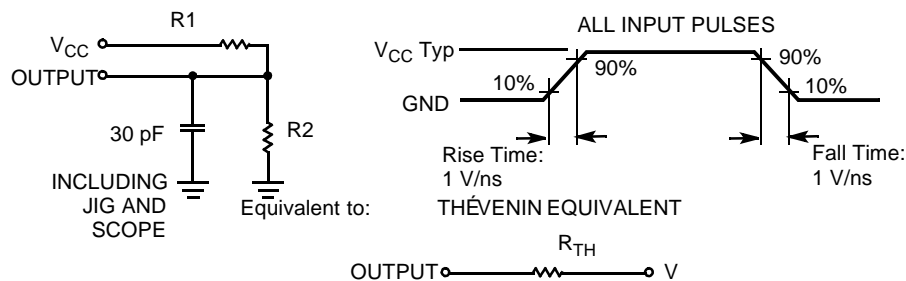 R1
VCC
OUTPUT
30 pF
R2
INCLUDING
JIG AND
SCOPE
ALL INPUT PULSES
VCC Typ
GND
10%
90%
90%
10%
Rise Time:
1 V/ns
Fall Time:
1 V/ns
Equivalent to:
THÉVENIN EQUIVALENT
RTH
OUTPUT
V